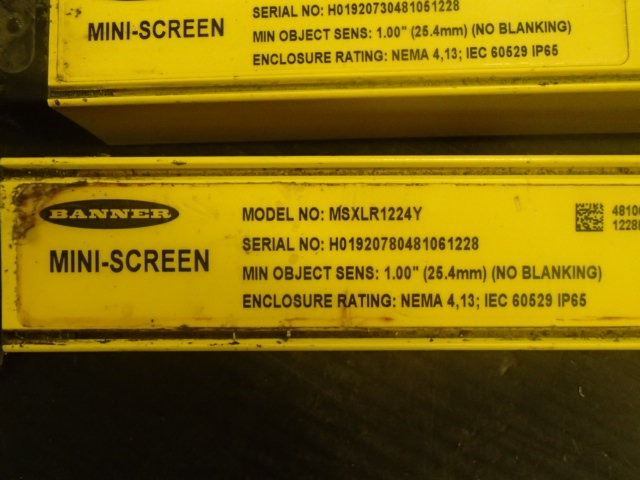 MINI-SCREEN
SERIAL NO: H01920730481051228
MIN OBJECT SENS: 1.00" (25.4mm) (NO BLANKING)
ENCLOSURE RATING: NEMA 4,13; IEC 60529 IP65
BANNER
MINI-SCREEN
MODEL NO: MSXLR1224Y
SERIAL NO: H01920780481061228
MIN OBJECT SENS: 1.00" (25.4mm) (NO BLANKING)
ENCLOSURE RATING: NEMA 4,13; IEC 60529 IP65